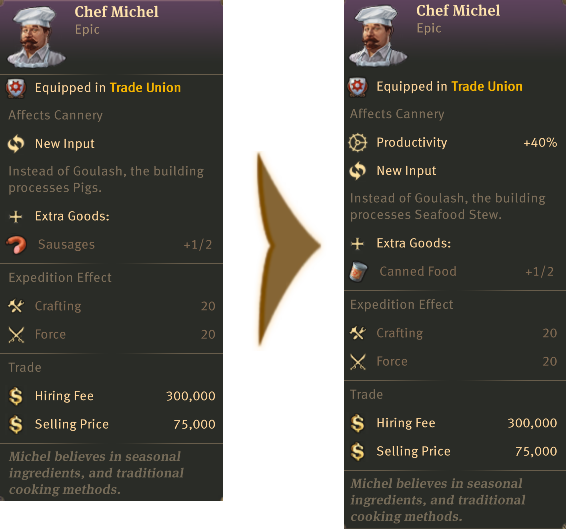 Chef Michel
Epic
Equipped in Trade Union
Affects Cannery
New Input
Instead of Goulash, the building
processes Pigs.
Extra Goods:
Sausages +1/2
Expedition Effect
Crafting 20
Force 20
Trade
Hiring Fee 300,000
Selling Price 75,000
Michel believes in seasonal
ingredients, and traditional
cooking methods.
Chef Michel
Epic
Equipped in Trade Union
Affects Cannery
Productivity +40%
New Input
Instead of Goulash, the building
processes Seafood Stew.
Extra Goods:
Canned Food +1/2
Expedition Effect
Crafting 20
Force 20
Trade
Hiring Fee 300,000
Selling Price 75,000
Michel believes in seasonal
ingredients, and traditional
cooking methods.